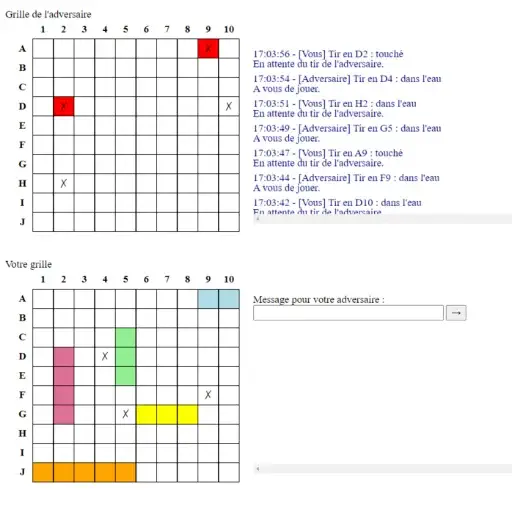 Grille de l'adversaire
1 2 3 4 5 6 7 8 9 10
A X
B
C
D X X
E
F
G
H X
I
J
17:03:56 - [Vous] Tir en D2 : touché
En attente du tir de l'adversaire.
17:03:54 - [Adversaire] Tir en D4 : dans l'eau
A vous de jouer.
17:03:51 - [Vous] Tir en H2 : dans l'eau
En attente du tir de l'adversaire.
17:03:49 - [Adversaire] Tir en G5 : dans l'eau
A vous de jouer.
17:03:47 - [Vous] Tir en A9 : touché
En attente du tir de l'adversaire.
17:03:44 - [Adversaire] Tir en F9 : dans l'eau
A vous de jouer.
17:03:42 - [Vous] Tir en D10 : dans l'eau
En attente du tir de l'adversaire
Votre grille
1 2 3 4 5 6 7 8 9 10
A
B
C
D X
E
F X
G X
H
I
J
Message pour votre adversaire :
→